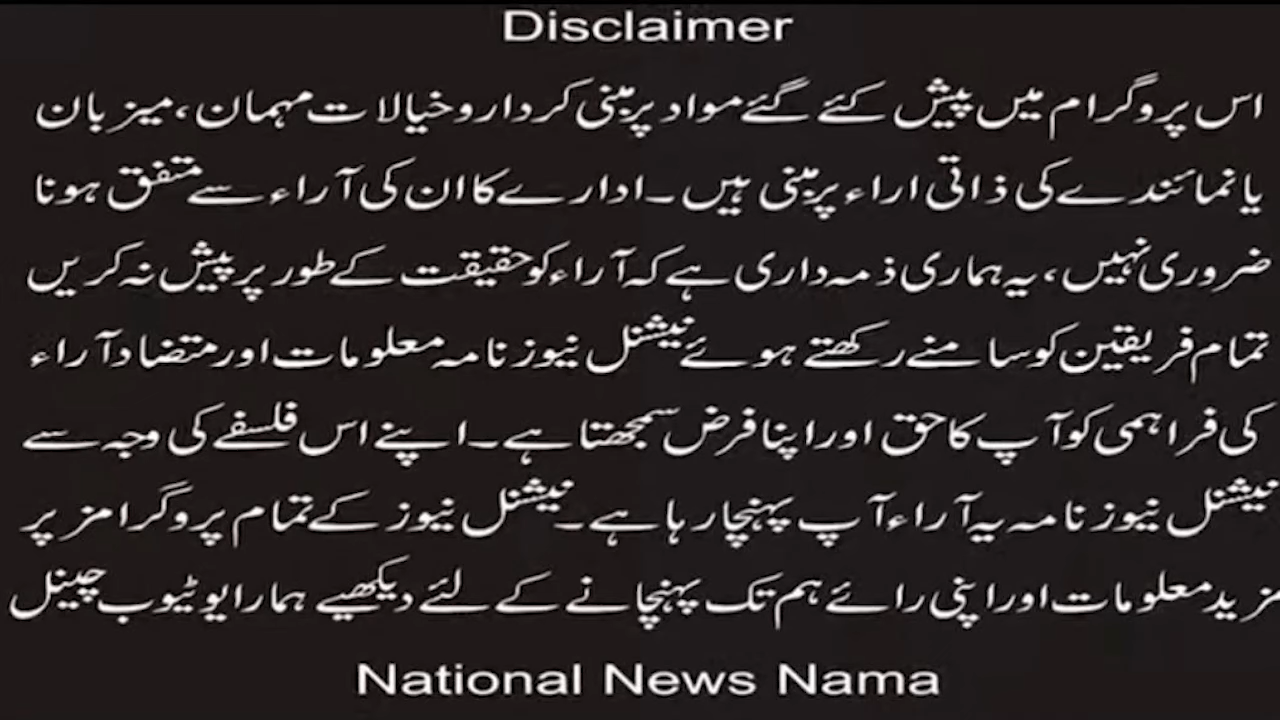 Disclaimer
اس پروگرام میں پیش کئے گئے مواد پر مبنی کردار و خیالات مہمان، میزبان
یا نمائندے کی ذاتی اراء پر مبنی ہیں۔ ادارے کا ان کی آراء سے متفق ہونا
ضروری نہیں، یہ ہماری ذمہ داری ہے کہ آراء کو حقیقت کے طور پر پیش نہ کریں
تمام فریقین کو سامنے رکھتے ہوئے نیشنل نیوز نامہ معلومات اور متضاد آراء
کی فراہمی کو آپ کا حق اور اپنا فرض سمجھتا ہے۔ اپنے اس فلسفے کی وجہ سے
نیشنل نیوز نامہ یہ آراء آپ پہنچا رہا ہے۔ نیشنل نیوز کے تمام پروگرامز پر
مزید معلومات اور اپنی رائے ہم تک پہنچانے کے لئے دیکھیے ہمارا یوٹیوب چینل
National News Nama